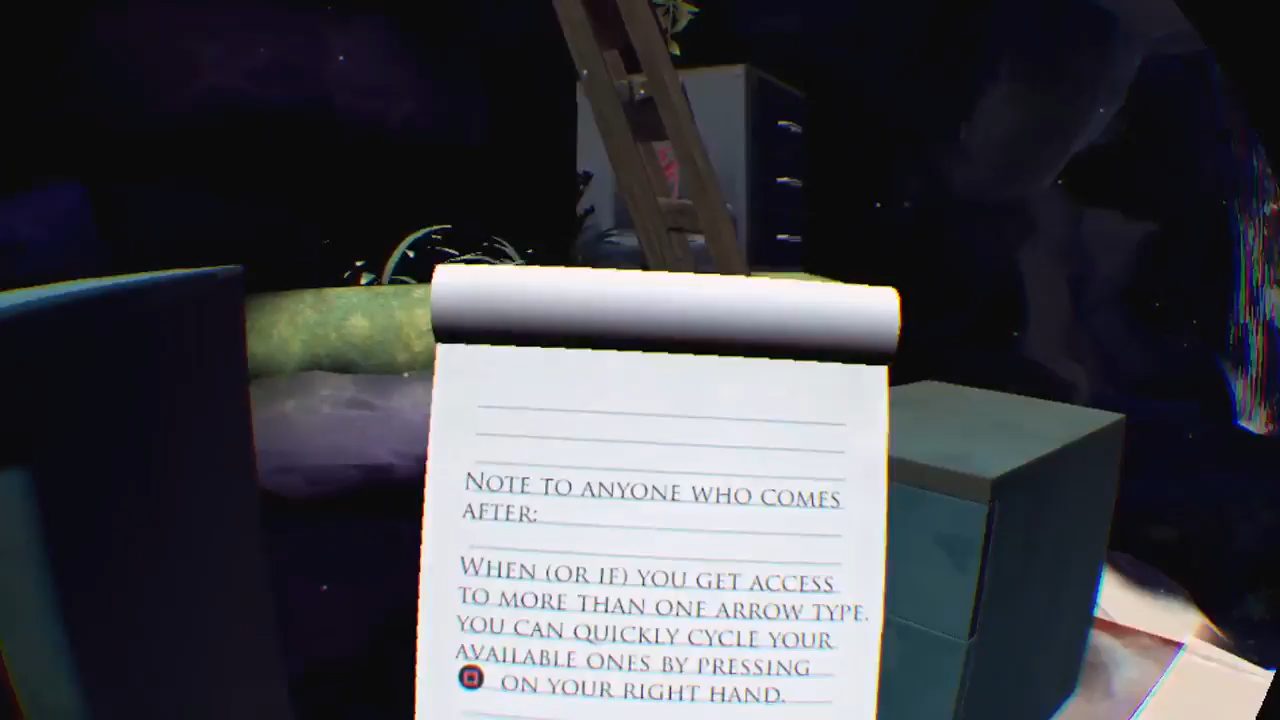 NOTE TO ANYONE WHO COMES
AFTER:
WHEN (OR IF) YOU GET ACCESS
TO MORE THAN ONE ARROW TYPE.
YOU CAN QUICKLY CYCLE YOUR
AVAILABLE ONES BY PRESSING
ON YOUR RIGHT HAND.